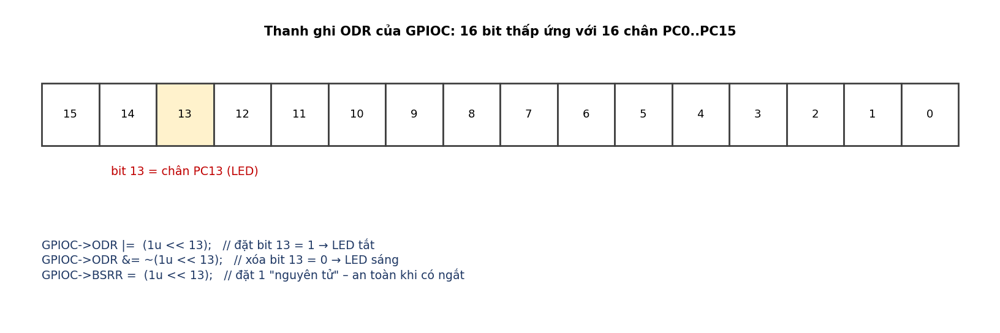 Thanh ghi ODR của GPIOC: 16 bit thấp ứng với 16 chân PC0..PC15
15 14 13 12 11 10 9 8 7 6 5 4 3 2 1 0
bit 13 = chân PC13 (LED)
GPIOC->ODR |=  (1u << 13);   // đặt bit 13 = 1 → LED tắt
GPIOC->ODR &= ~(1u << 13);   // xóa bit 13 = 0 → LED sáng
GPIOC->BSRR =  (1u << 13);   // đặt 1 "nguyên tử" – an toàn khi có ngắt